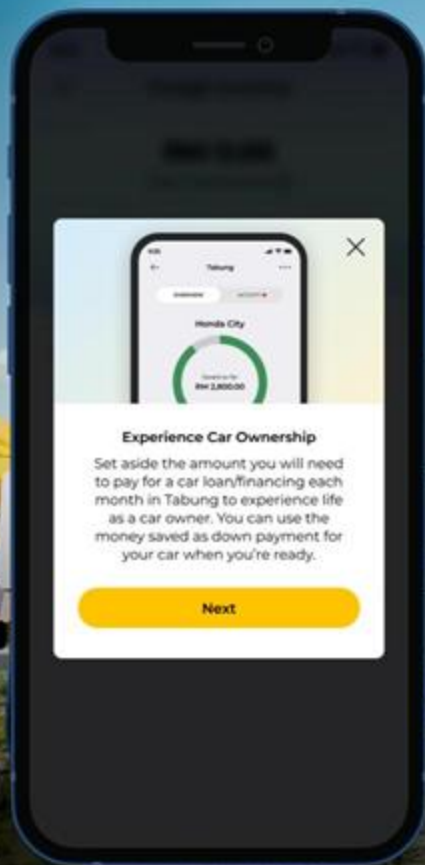 Tabung
OVERVIEW
Honda City
RM 2,800.00
Experience Car Ownership
Set aside the amount you will need
to pay for a car loan/financing each
month in Tabung to experience life
as a car owner. You can use the
money saved as down payment for
your car when you're ready.
Next